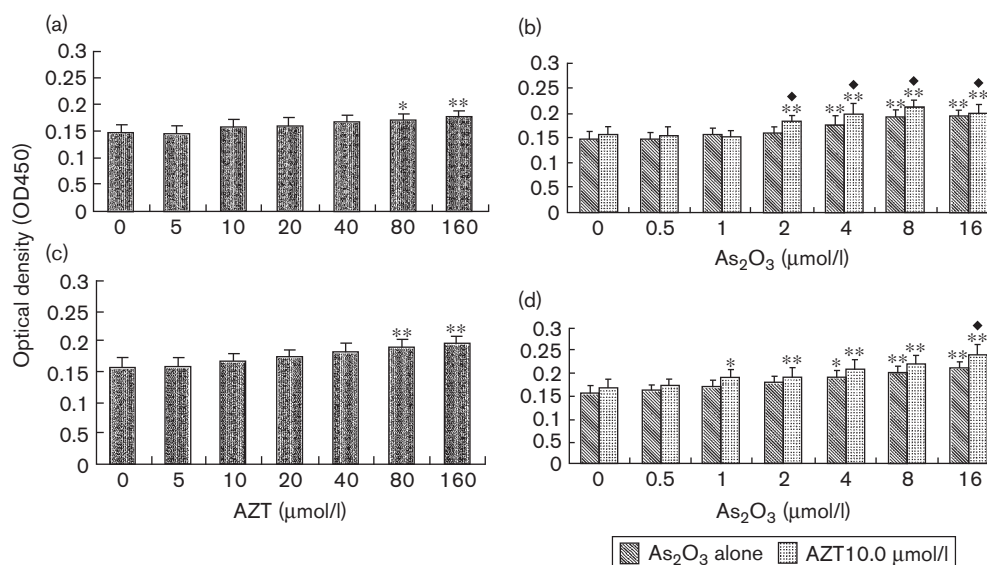 (a)
0.3
0.25
0.2
0.15
0.1
0.5
0
* **
0 5 10 20 40 80 160
(b)
0.3
0.25
0.2
0.15
0.1
0.5
0
◆ ◆ ◆ ◆
** ** ** ** ** ** **
0 0.5 1 2 4 8 16
As₂O₃ (μmol/l)
Optical density (OD450)
(c)
0.3
0.25
0.2
0.15
0.1
0.5
0
** **
0 5 10 20 40 80 160
AZT (μmol/l)
(d)
0.3
0.25
0.2
0.15
0.1
0.5
0
◆
* ** * ** ** ** ** **
0 0.5 1 2 4 8 16
As₂O₃ (μmol/l)
As₂O₃ alone AZT10.0 μmol/l